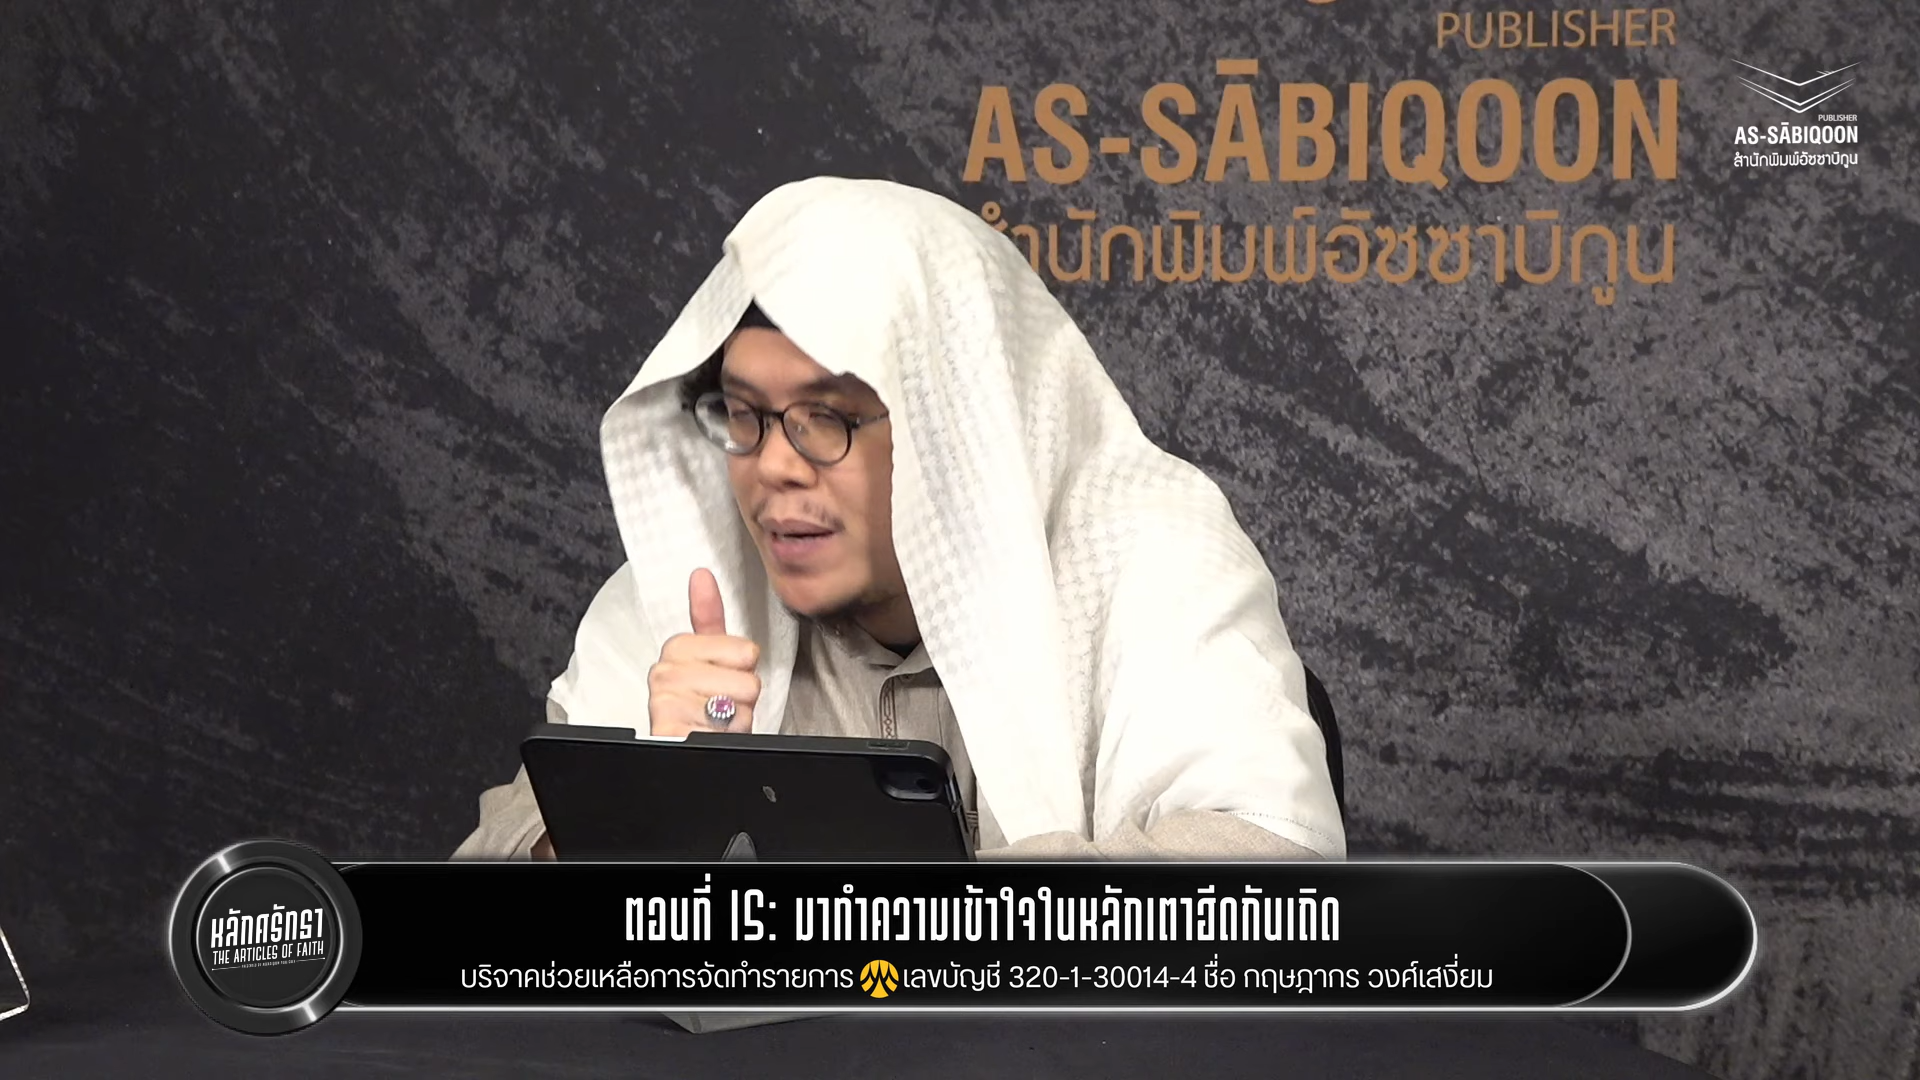 PUBLISHER
AS-SĀBIQOON
สำนักพิมพ์อัซซาบิกูน
PUBLISHER
AS-SĀBIQOON
สำนักพิมพ์อัซซาบิกูน
หลักศรัทธา
THE ARTICLES OF FAITH
ตอนที่ 15: มาทำความเข้าใจในหลักเตาฮีดกันเถิด
บริจาคช่วยเหลือการจัดทำรายการ เลขบัญชี 320-1-30014-4 ชื่อ กฤษฎากร วงศ์เสงี่ยม